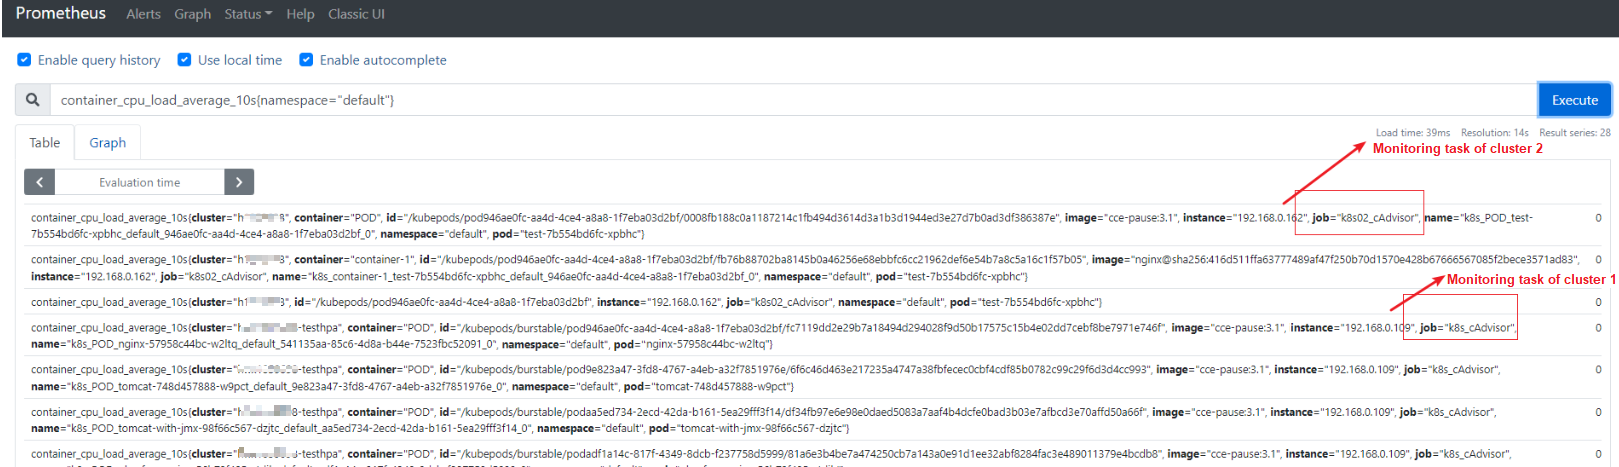 Prometheus Alerts Graph Status Help Classic UI
Enable query history Use local time Enable autocomplete
container_cpu_load_average_10s{namespace="default"} Execute
Table Graph Load time: 39ms Resolution: 14s Result series: 28
Monitoring task of cluster 2
Evaluation time
container_cpu_load_average_10s{cluster="h 8", container="POD", id="/kubepods/pod946ae0fc-aa4d-4ce4-a8a8-1f7eba03d2bf/0008fb188c0a1187214c1fb494d3614d3a1b3d1944ed3e27d7b0ad3df386387e", image="cce-pause:3.1", instance="192.168.0.162", job="k8s02_cAdvisor", name="k8s_POD_test- 0
7b554bd6fc-xpbhc_default_946ae0fc-aa4d-4ce4-a8a8-1f7eba03d2bf_0", namespace="default", pod="test-7b554bd6fc-xpbhc"}
container_cpu_load_average_10s{cluster="h 3", container="container-1", id="/kubepods/pod946ae0fc-aa4d-4ce4-a8a8-1f7eba03d2bf/fb76b88702ba8145b0a46256e68ebbfc6cc21962def6e54b7a8c5a16c1f57b05", image="nginx@sha256:416d511ffa63777489af47f250b70d1570e428b67666567085f2bece3571ad83", 0
instance="192.168.0.162", job="k8s02_cAdvisor", name="k8s_container-1_test-7b554bd6fc-xpbhc_default_946ae0fc-aa4d-4ce4-a8a8-1f7eba03d2bf_0", namespace="default", pod="test-7b554bd6fc-xpbhc"}
Monitoring task of cluster 1
container_cpu_load_average_10s{cluster="h1 3", id="/kubepods/pod946ae0fc-aa4d-4ce4-a8a8-1f7eba03d2bf", instance="192.168.0.162", job="k8s02_cAdvisor", namespace="default", pod="test-7b554bd6fc-xpbhc"} 0
container_cpu_load_average_10s{cluster="h -testhpa", container="POD", id="/kubepods/burstable/pod946ae0fc-aa4d-4ce4-a8a8-1f7eba03d2bf/fc7119dd2e29b7a18494d294028f9d50b17575c15b4e02dd7cebf8be7971e746f", image="cce-pause:3.1", instance="192.168.0.109", job="k8s_cAdvisor", 0
name="k8s_POD_nginx-57958c44bc-w2ltq_default_541135aa-85c6-4d8a-b44e-7523fbc52091_0", namespace="default", pod="nginx-57958c44bc-w2ltq"}
container_cpu_load_average_10s{cluster=" -testhpa", container="POD", id="/kubepods/burstable/pod9e823a47-3fd8-4767-a4eb-a32f7851976e/6f6c46d463e217235a4747a38fbfecec0cbf4cdf85b0782c99c29f6d3d4cc993", image="cce-pause:3.1", instance="192.168.0.109", job="k8s_cAdvisor", 0
name="k8s_POD_tomcat-748d457888-w9pct_default_9e823a47-3fd8-4767-a4eb-a32f7851976e_0", namespace="default", pod="tomcat-748d457888-w9pct"}
container_cpu_load_average_10s{cluster="h 8-testhpa", container="POD", id="/kubepods/burstable/podaa5ed734-2ecd-42da-b161-5ea29fff3f14/df34fb97e6e98e0daed5083a7aaf4b4dcfe0bad3b03e7afbcd3e70affd50a66f", image="cce-pause:3.1", instance="192.168.0.109", job="k8s_cAdvisor", 0
name="k8s_POD_tomcat-with-jmx-98f66c567-dzjtc_default_aa5ed734-2ecd-42da-b161-5ea29fff3f14_0", namespace="default", pod="tomcat-with-jmx-98f66c567-dzjtc"}
container_cpu_load_average_10s{cluster=" -testhpa", container="POD", id="/kubepods/burstable/podadf1a14c-817f-4349-8dcb-f237758d5999/81a6e3b4be7a474250cb7a143a0e91d1ee32abf8284fac3e489011379e4bcdb8", image="cce-pause:3.1", instance="192.168.0.109", job="k8s_cAdvisor", 0